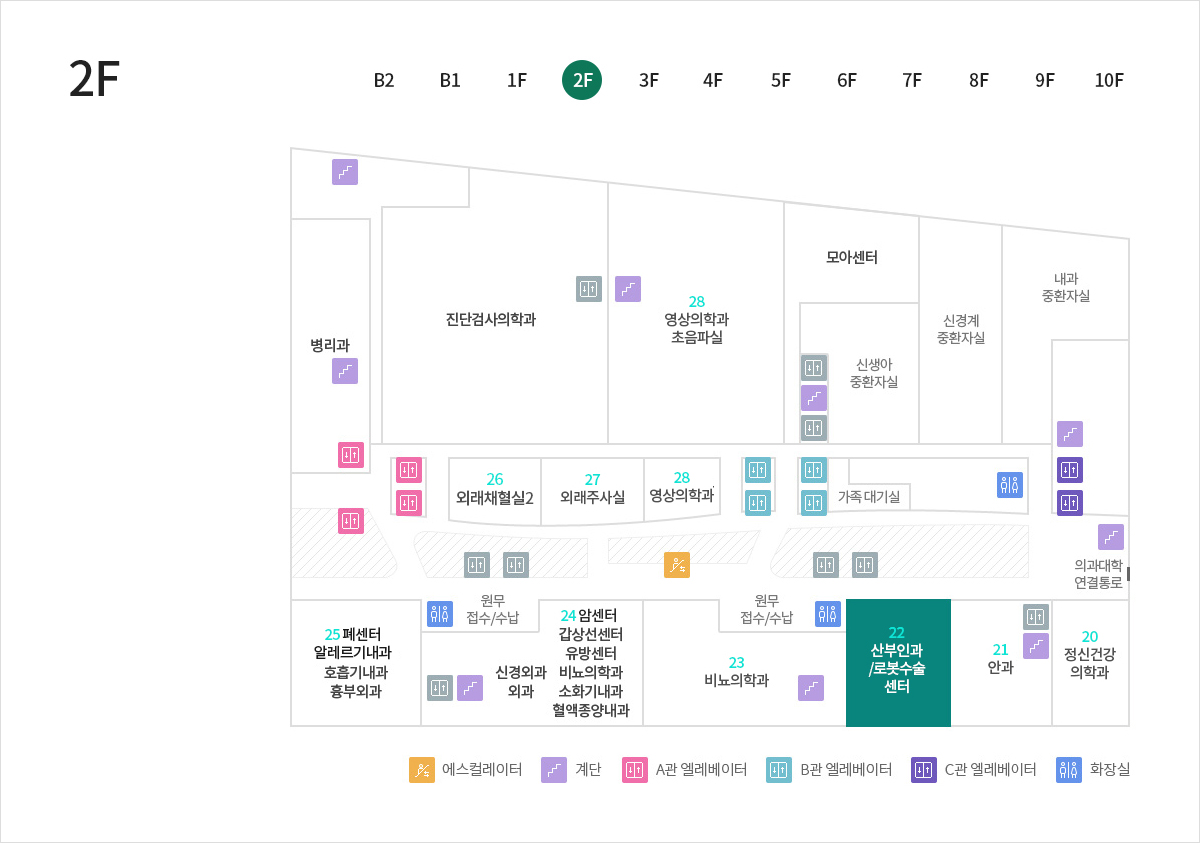 2F
B2 B1 1F 2F 3F 4F 5F 6F 7F 8F 9F 10F
병리과
진단검사의학과
28
영상의학과
초음파실
모아센터
신생아
중환자실
신경계
중환자실
내과
중환자실
26
외래채혈실2
27
외래주사실
28
영상의학과
가족 대기실
의과대학
연결통로
원무
접수/수납
원무
접수/수납
25 폐센터
알레르기내과
호흡기내과
흉부외과
신경외과
외과
24 암센터
갑상선센터
유방센터
비뇨의학과
소화기내과
혈액종양내과
23
비뇨의학과
22
산부인과
/로봇수술
센터
21
안과
20
정신건강
의학과
에스컬레이터 계단 A관 엘레베이터 B관 엘레베이터 C관 엘레베이터 화장실